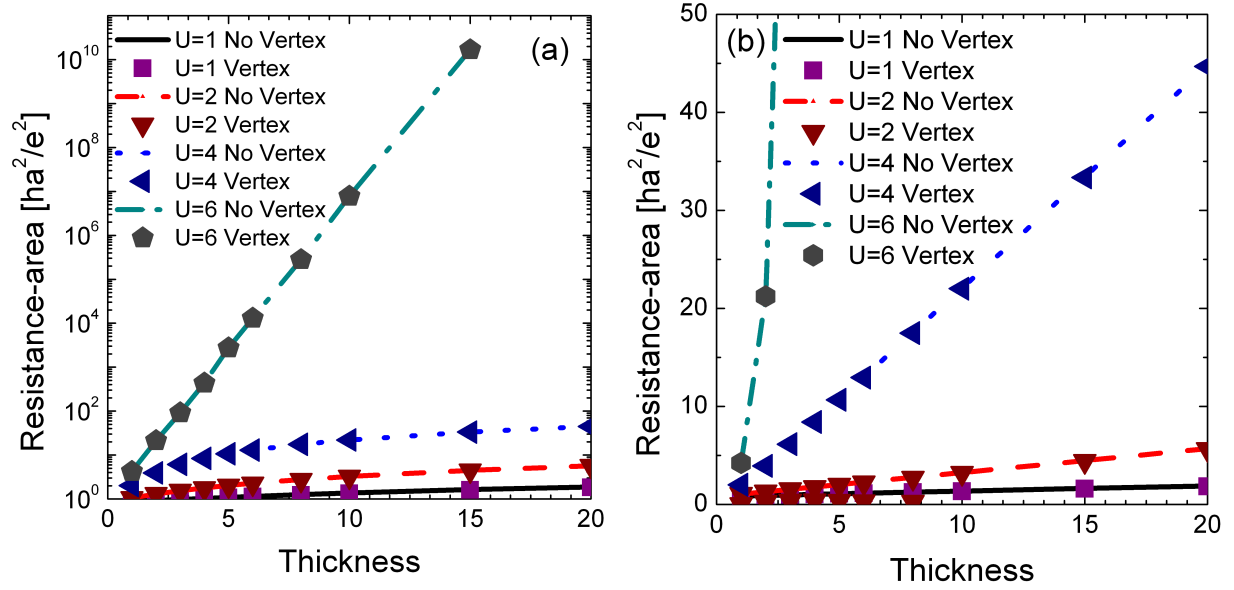 (a)
U=1 No Vertex
U=1 Vertex
U=2 No Vertex
U=2 Vertex
U=4 No Vertex
U=4 Vertex
U=6 No Vertex
U=6 Vertex
10^10
10^8
10^6
10^4
10^2
10^0
Resistance-area [ha^2/e^2]
0 5 10 15 20
Thickness
(b)
U=1 No Vertex
U=1 Vertex
U=2 No Vertex
U=2 Vertex
U=4 No Vertex
U=4 Vertex
U=6 No Vertex
U=6 Vertex
50
40
30
20
10
0
Resistance-area [ha^2/e^2]
0 5 10 15 20
Thickness